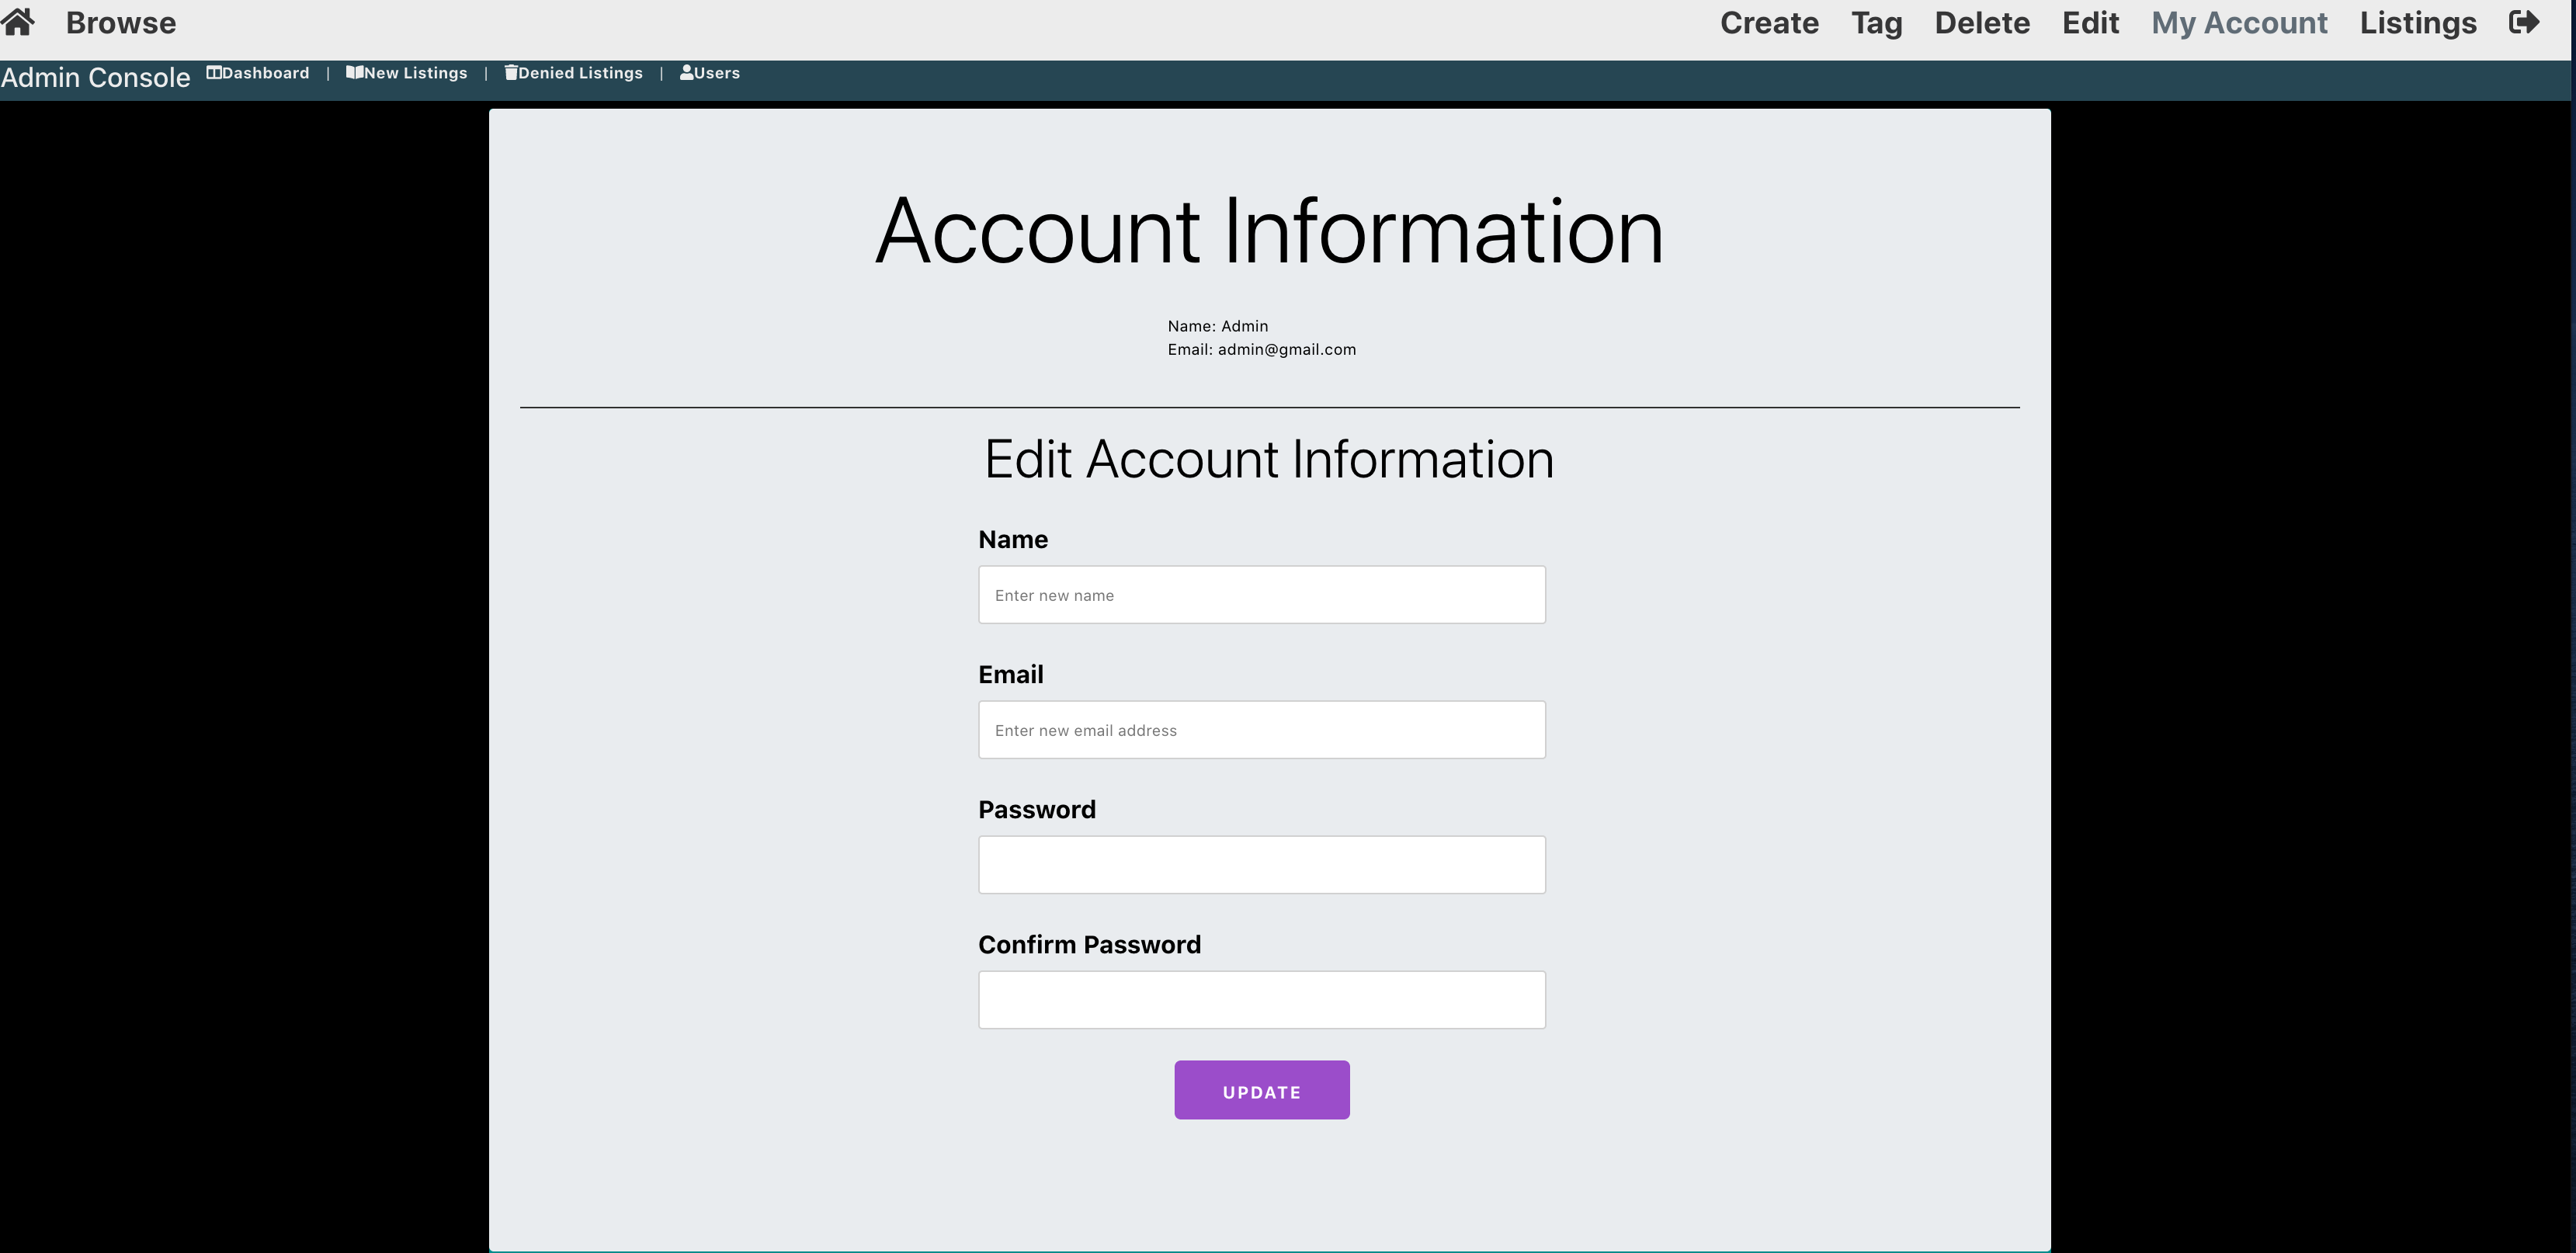 Browse Create Tag Delete Edit My Account Listings
Admin Console Dashboard | New Listings | Denied Listings | Users
Account Information
Name: Admin
Email: admin@gmail.com
Edit Account Information
Name
Enter new name
Email
Enter new email address
Password
Confirm Password
UPDATE